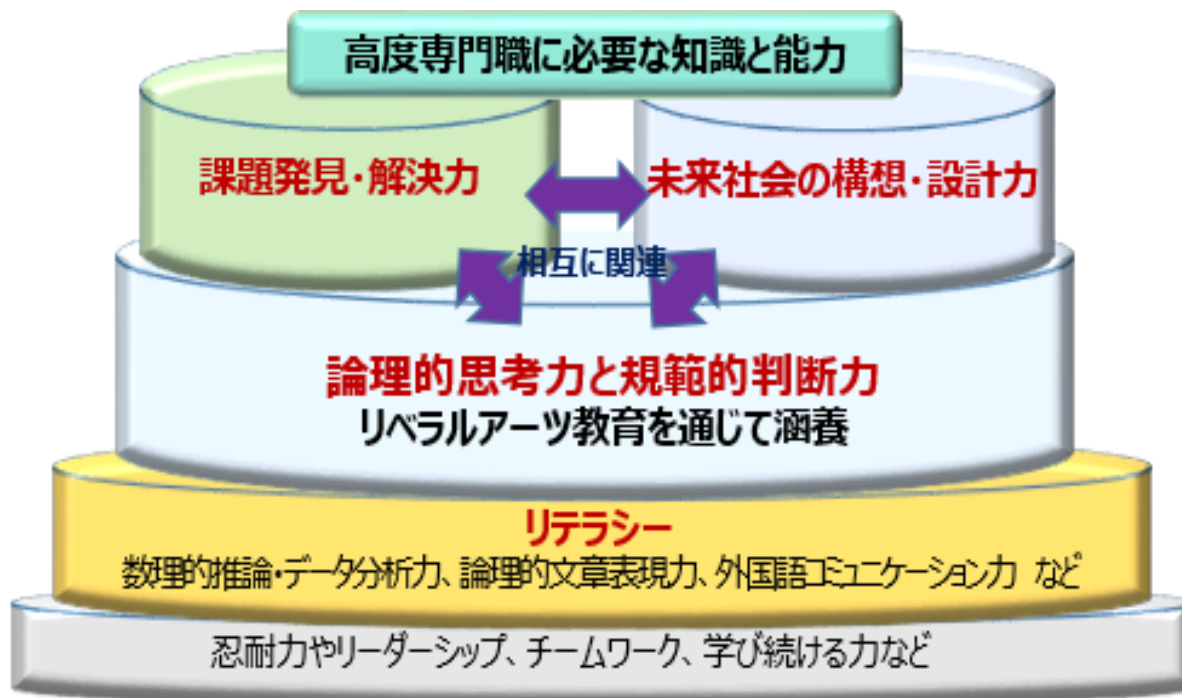 高度専門職に必要な知識と能力
課題発見・解決力
未来社会の構想・設計力
相互に関連
論理的思考力と規範的判断力
リベラルアーツ教育を通じて涵養
リテラシー
数理的推論・データ分析力、論理的文章表現力、外国語コミュニケーション力 など
忍耐力やリーダーシップ、チームワーク、学び続ける力など